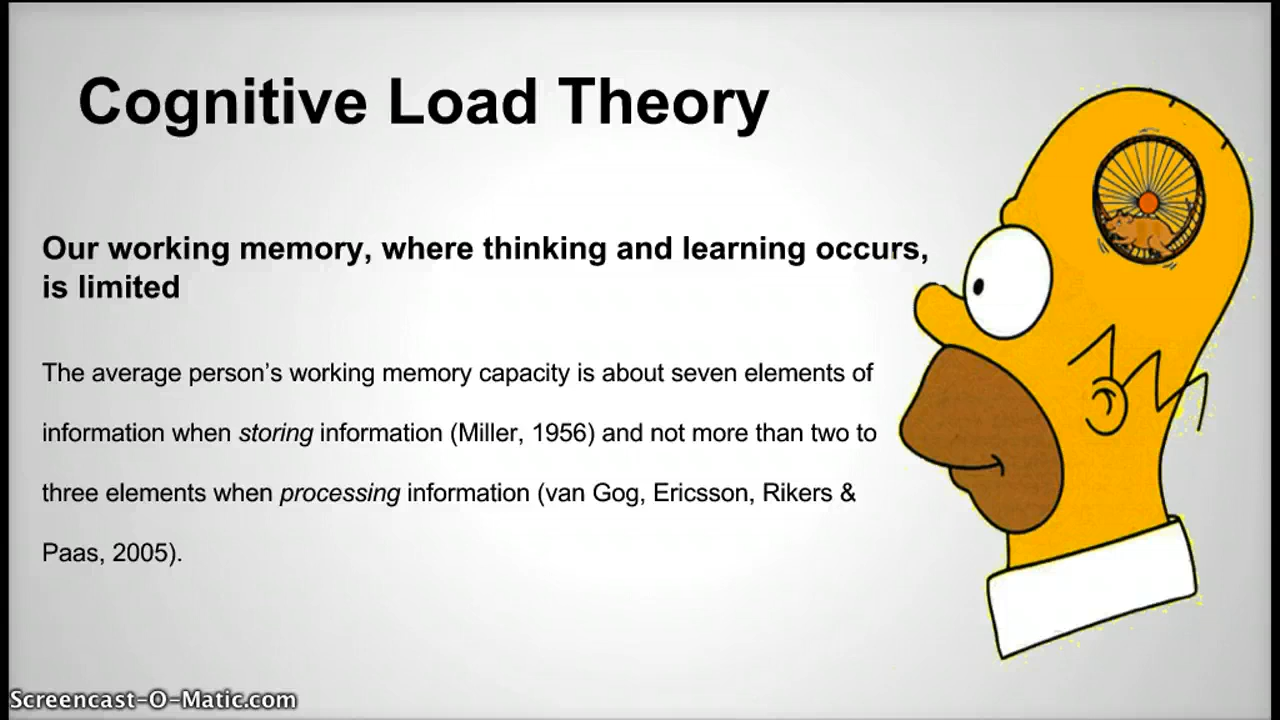 Cognitive Load Theory
Our working memory, where thinking and learning occurs,
is limited
The average person’s working memory capacity is about seven elements of
information when storing information (Miller, 1956) and not more than two to
three elements when processing information (van Gog, Ericsson, Rikers &
Paas, 2005).
Screencast-O-Matic.com